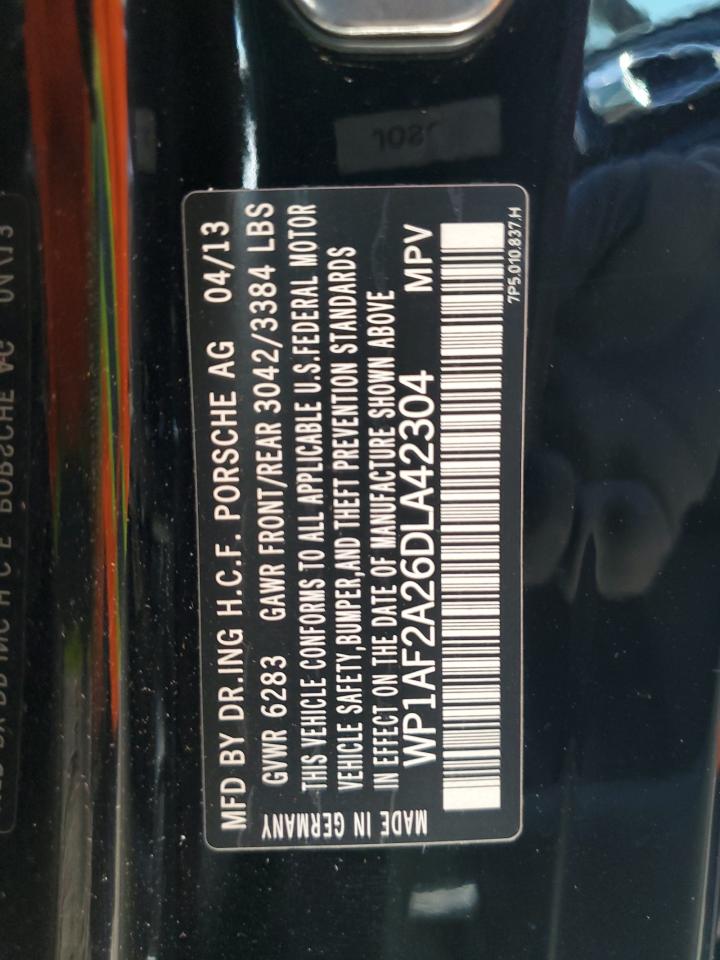 MFD BY DR.ING H.C.F. PORSCHE AG 04/13
GVWR 6283 GAWR FRONT/REAR 3042/3384 LBS
THIS VEHICLE CONFORMS TO ALL APPLICABLE U.S.FEDERAL MOTOR
VEHICLE SAFETY,BUMPER,AND THEFT PREVENTION STANDARDS
IN EFFECT ON THE DATE OF MANUFACTURE SHOWN ABOVE
WP1AF2A26DLA42304 MPV
7P5.010.837.H
MADE IN GERMANY